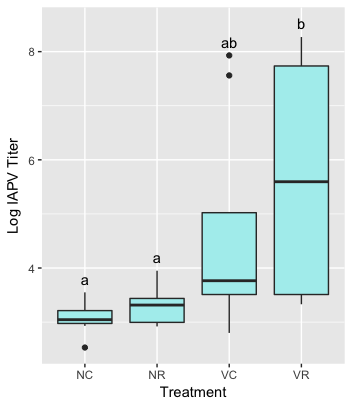 b
ab
a
a
8
6
4
Log IAPV Titer
NC NR VC VR
Treatment